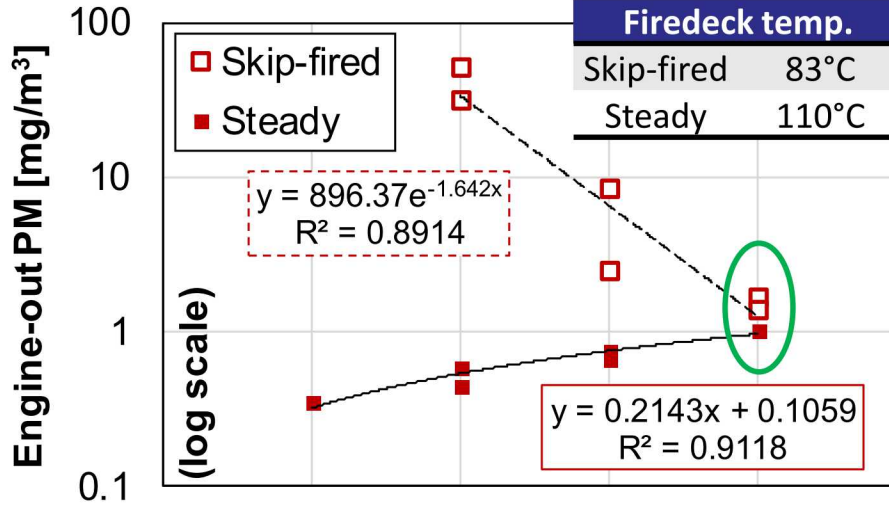 Engine-out PM [mg/m³]
100
10
1
0.1
(log scale)
Skip-fired
Steady
Firedeck temp.
Skip-fired 83°C
Steady 110°C
y = 896.37e^-1.642x
R² = 0.8914
y = 0.2143x + 0.1059
R² = 0.9118